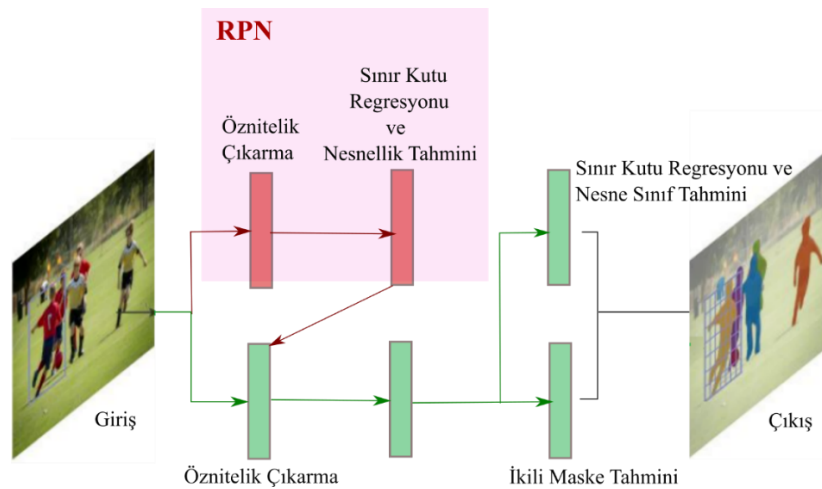 RPN
Sınır Kutu
Regresyonu
ve
Nesnellik Tahmini
Öznitelik
Çıkarma
Sınır Kutu Regresyonu ve
Nesne Sınıf Tahmini
Giriş
Çıkış
Öznitelik Çıkarma
İkili Maske Tahmini